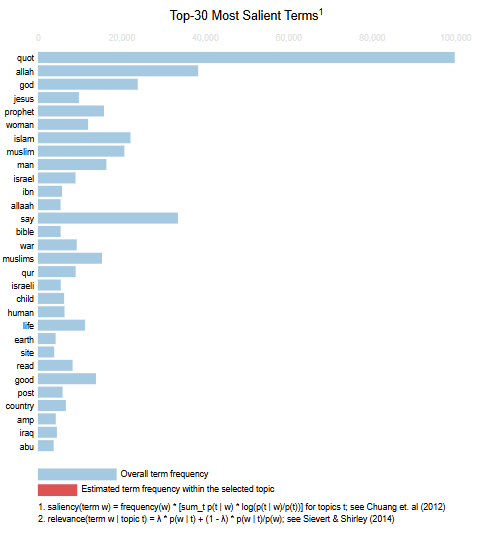 Top-30 Most Salient Terms1
0 20,000 40,000 60,000 80,000 100,000
quot
allah
god
jesus
prophet
woman
islam
muslim
man
israel
ibn
allaah
say
bible
war
muslims
qur
israeli
child
human
life
earth
site
read
good
post
country
amp
iraq
abu
Overall term frequency
Estimated term frequency within the selected topic
1. saliency(term w) = frequency(w) * [sum_t p(t | w) * log(p(t | w)/p(t))] for topics t; see Chuang et. al (2012)
2. relevance(term w | topic t) = λ * p(w | t) + (1 - λ) * p(w | t)/p(w); see Sievert & Shirley (2014)